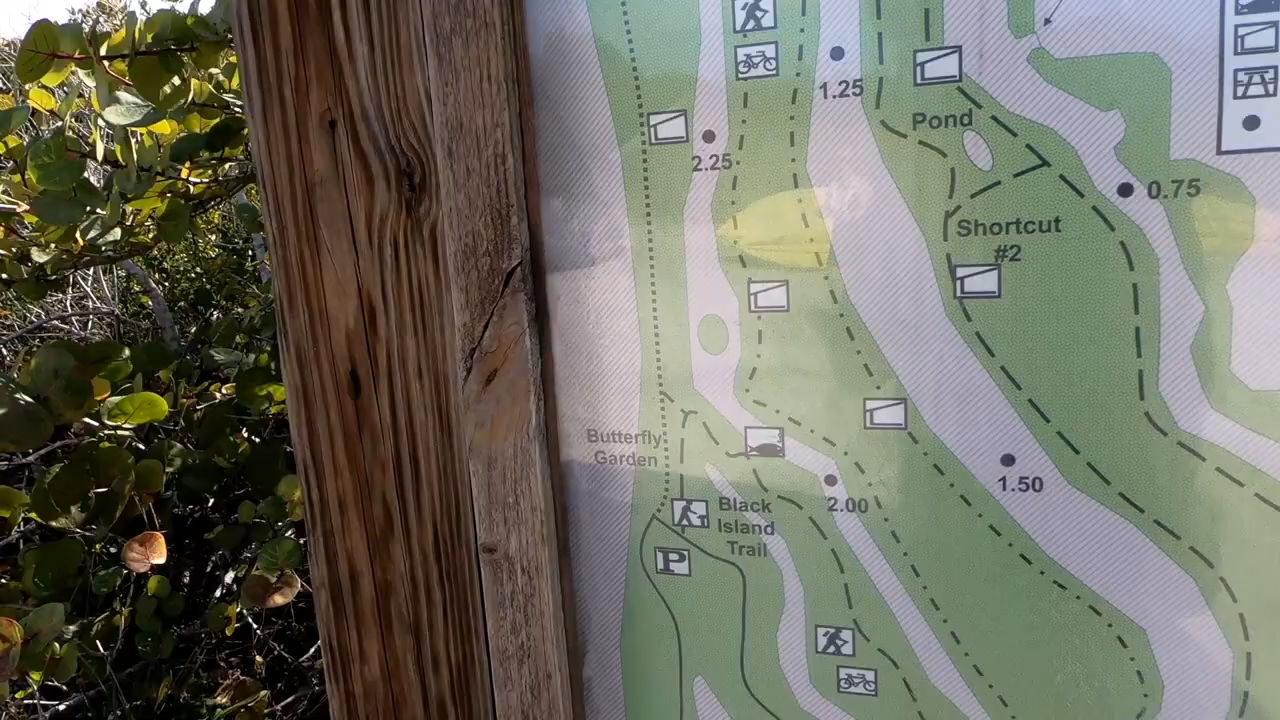 1.25
Pond
2.25
0.75
Shortcut
#2
Butterfly
Garden
1.50
2.00
Black
Island
Trail
P